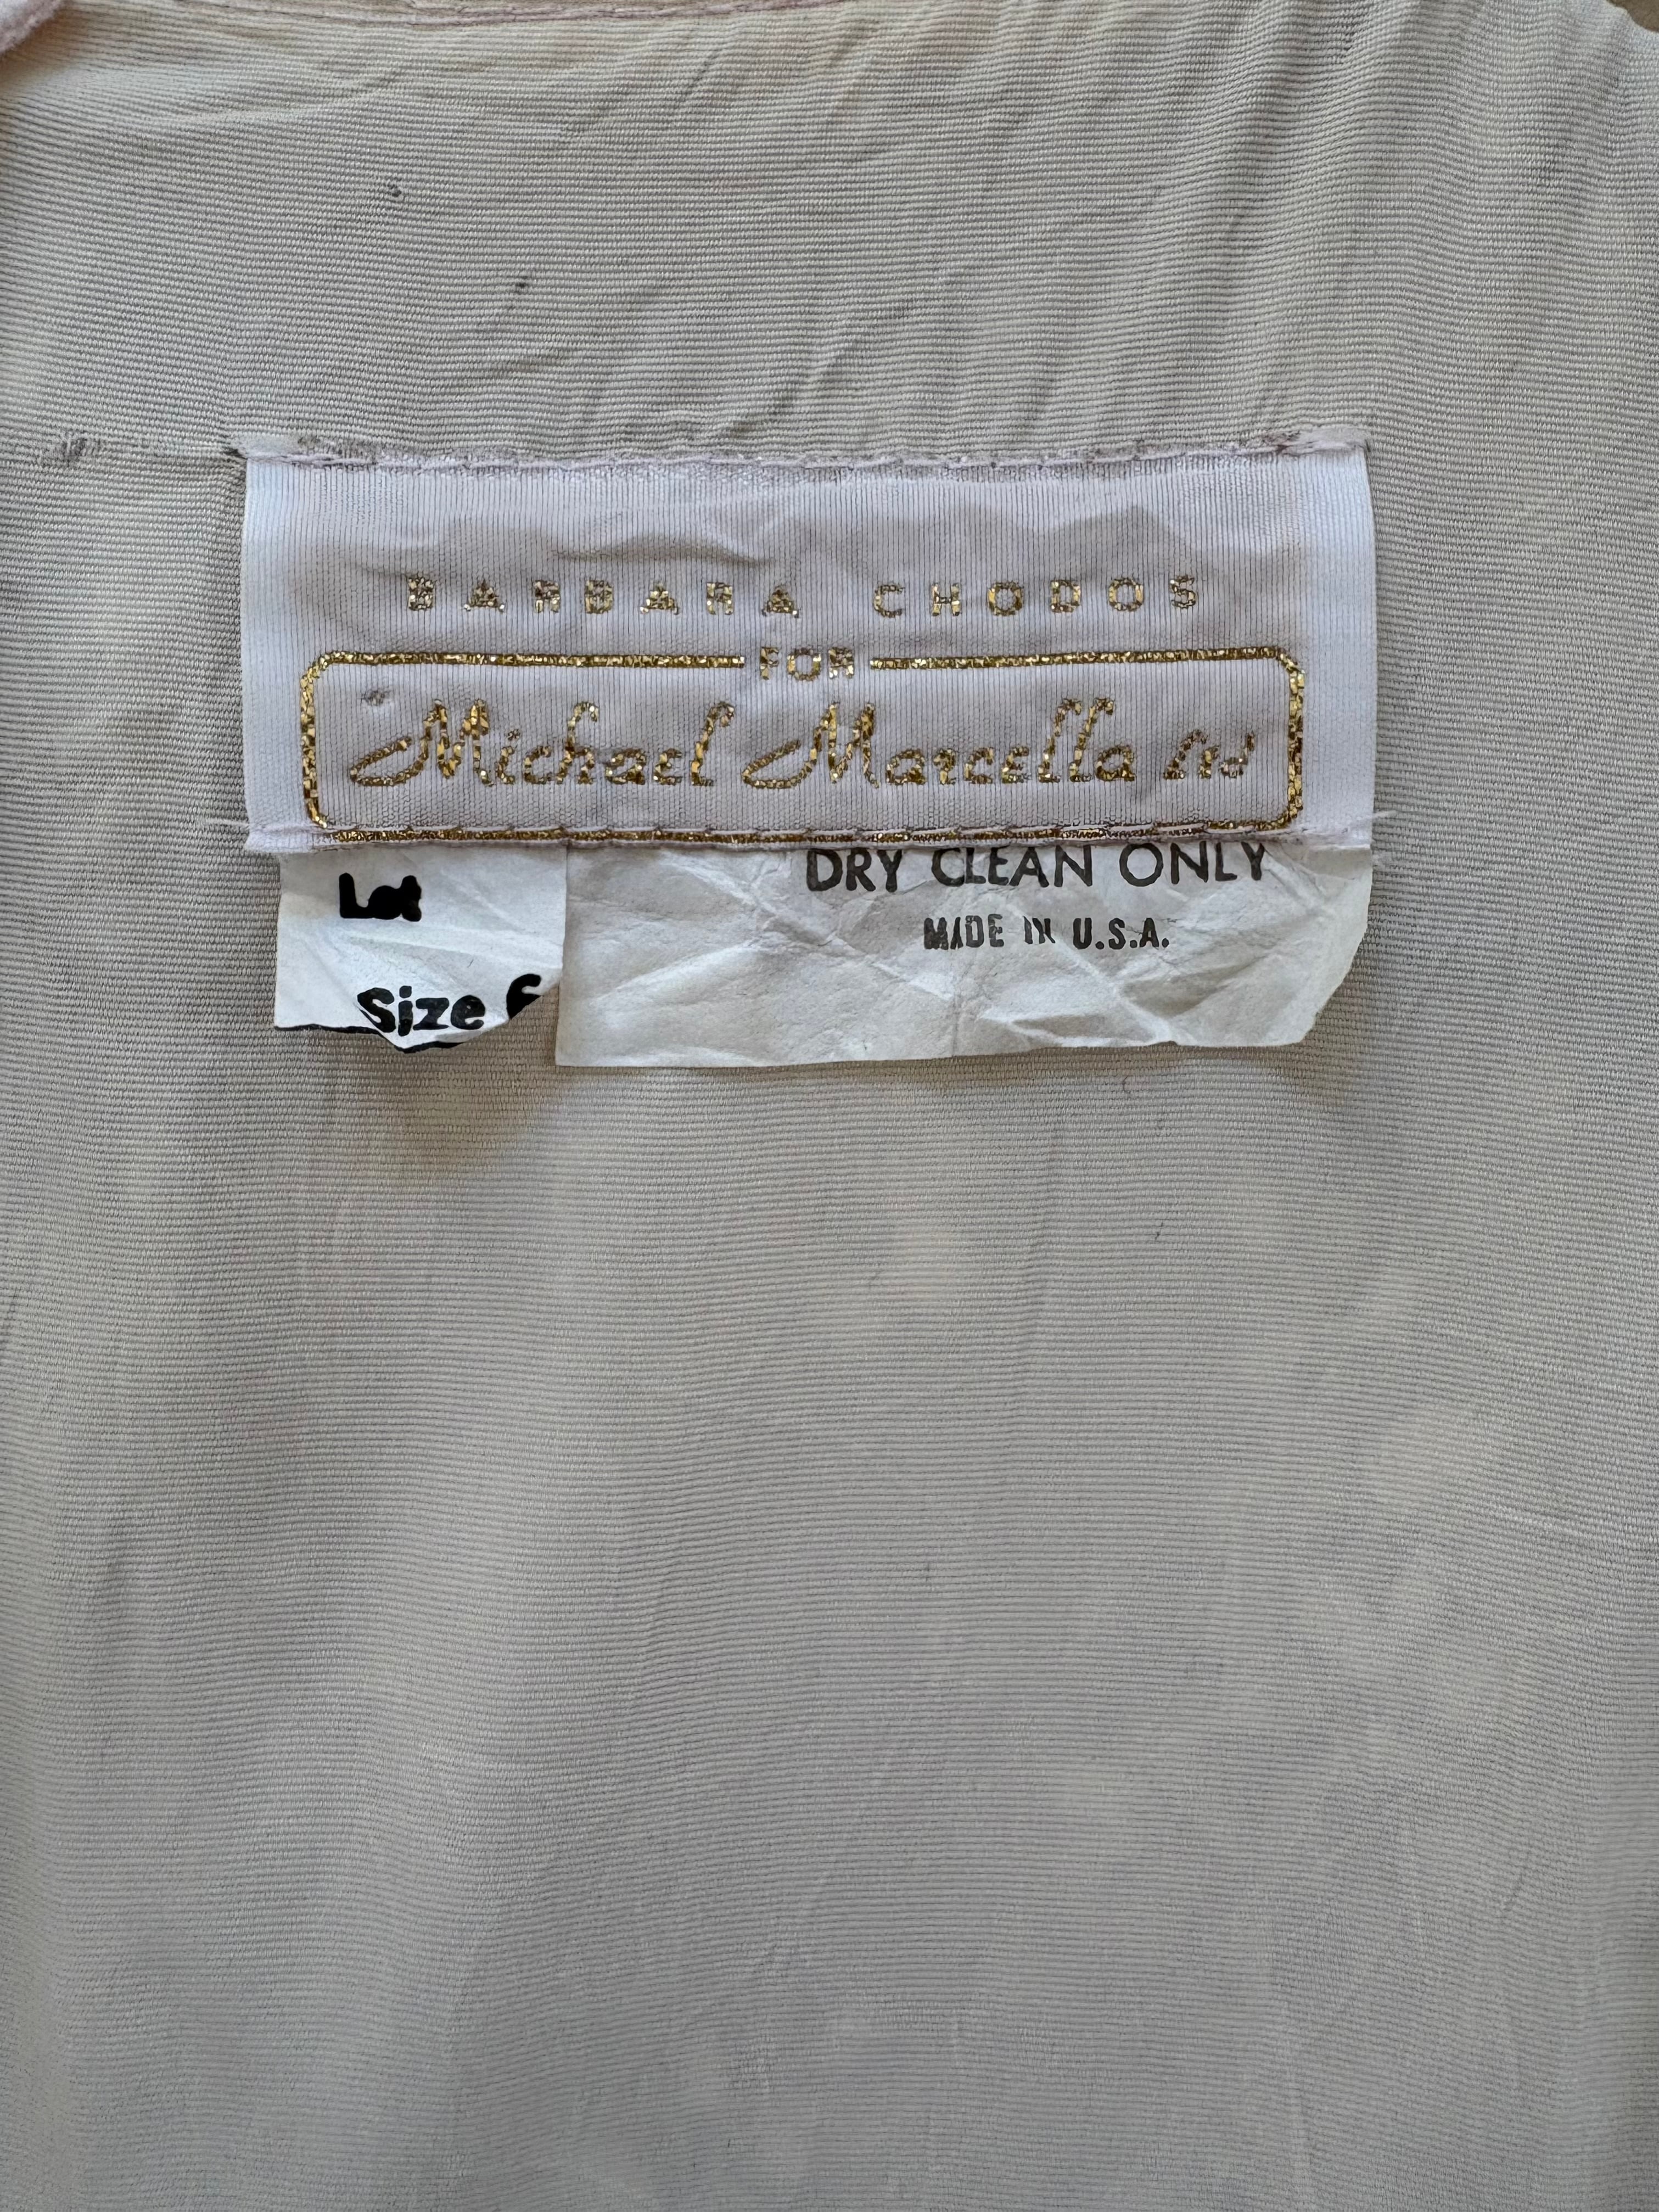 BARBARA CHODOS
FOR
Michael Marcella Ltd
DRY CLEAN ONLY
Lot
MADE IN U.S.A.
Size 6